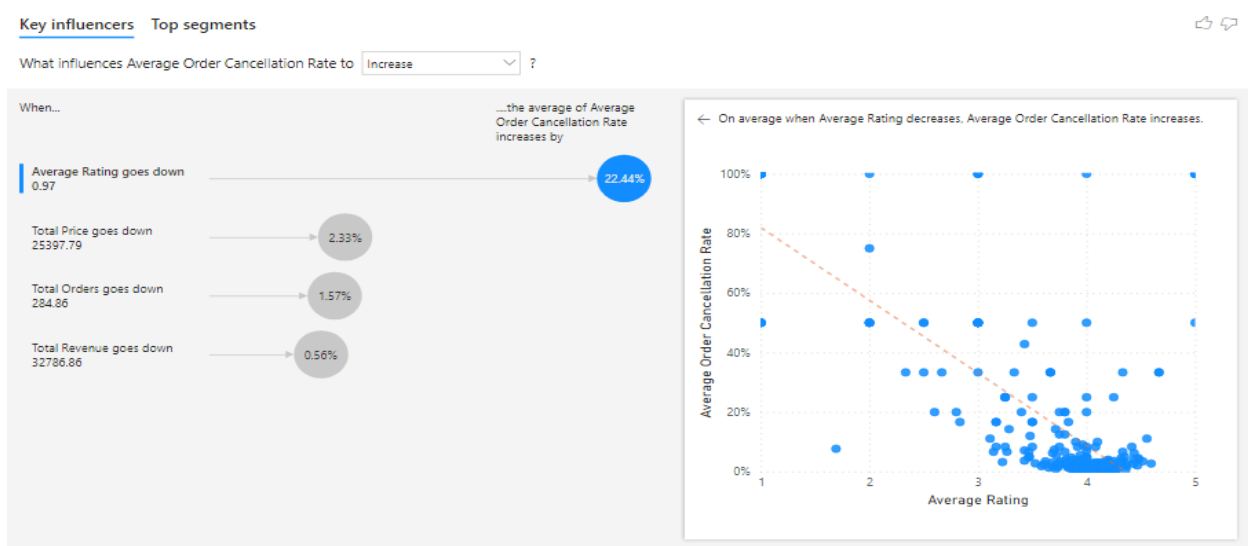 Key influencers Top segments
What influences Average Order Cancellation Rate to Increase ?
When...
....the average of Average
Order Cancellation Rate
increases by
Average Rating goes down
0.97
22.44%
Total Price goes down
25397.79
2.33%
Total Orders goes down
284.86
1.57%
Total Revenue goes down
32786.86
0.56%
← On average when Average Rating decreases, Average Order Cancellation Rate increases.
Average Order Cancellation Rate
100%
80%
60%
40%
20%
0%
1 2 3 4 5
Average Rating